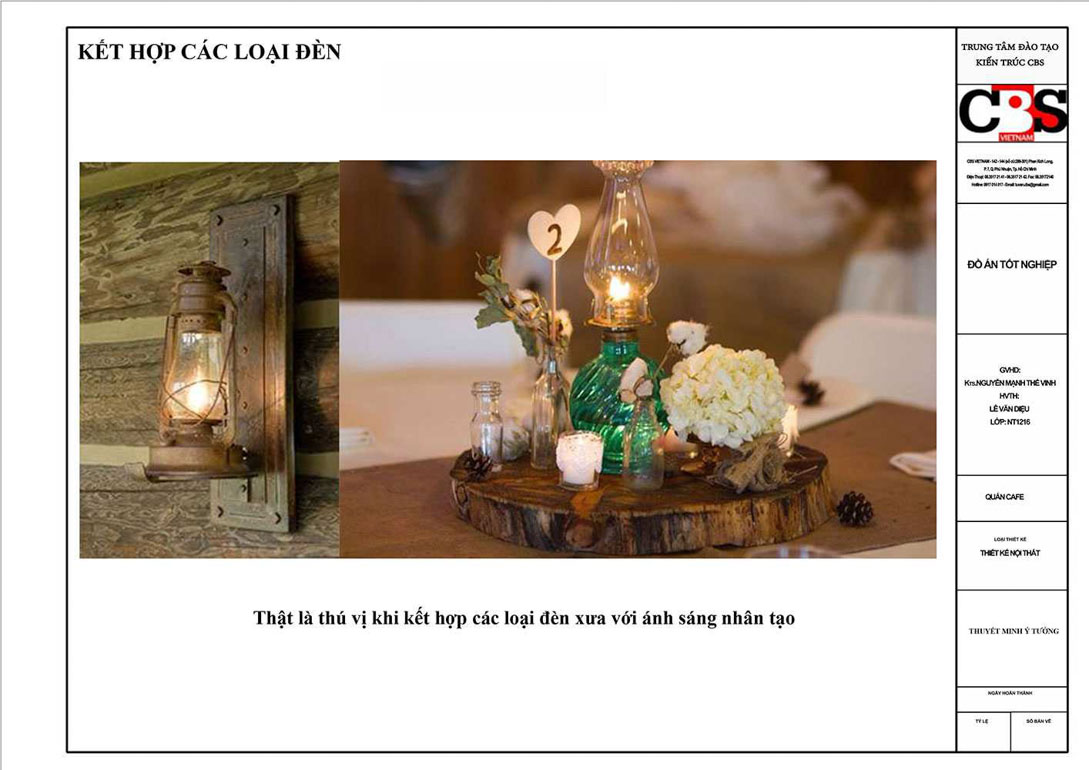 KẾT HỢP CÁC LOẠI ĐÈN
2
Thật là thú vị khi kết hợp các loại đèn xưa với ánh sáng nhân tạo
TRUNG TÂM ĐÀO TẠO
KIẾN TRÚC CBS
CBS
VIETNAM
ĐỒ ÁN TỐT NGHIỆP
GVHD:
Krs.NGUYỄN MẠNH THẾ VINH
HVTH:
LÊ VĂN DIỆU
LỚP: NT1216
QUÁN CAFE
LOẠI THIẾT KẾ
THIẾT KẾ NỘI THẤT
THUYẾT MINH Ý TƯỞNG
NGÀY HOÀN THÀNH
TỶ LỆ
SỐ BẢN VẼ